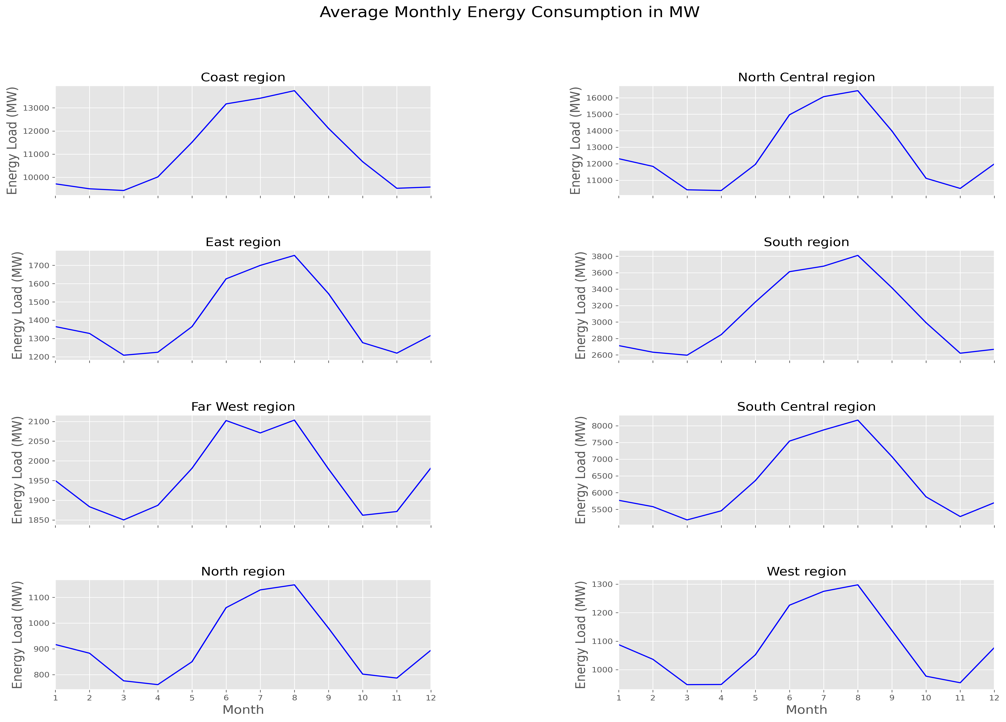 Average Monthly Energy Consumption in MW
Coast region
Energy Load (MW)
13000
12000
11000
10000
North Central region
Energy Load (MW)
16000
15000
14000
13000
12000
11000
East region
Energy Load (MW)
1700
1600
1500
1400
1300
1200
South region
Energy Load (MW)
3800
3600
3400
3200
3000
2800
2600
Far West region
Energy Load (MW)
2100
2050
2000
1950
1900
1850
South Central region
Energy Load (MW)
8000
7500
7000
6500
6000
5500
North region
Energy Load (MW)
1100
1000
900
800
1 2 3 4 5 6 7 8 9 10 11 12
Month
West region
Energy Load (MW)
1300
1200
1100
1000
1 2 3 4 5 6 7 8 9 10 11 12
Month